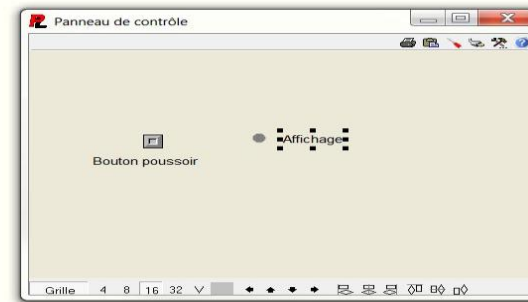 Panneau de contrôle
Affichage
Bouton poussoir
Grille 4 8 16 32